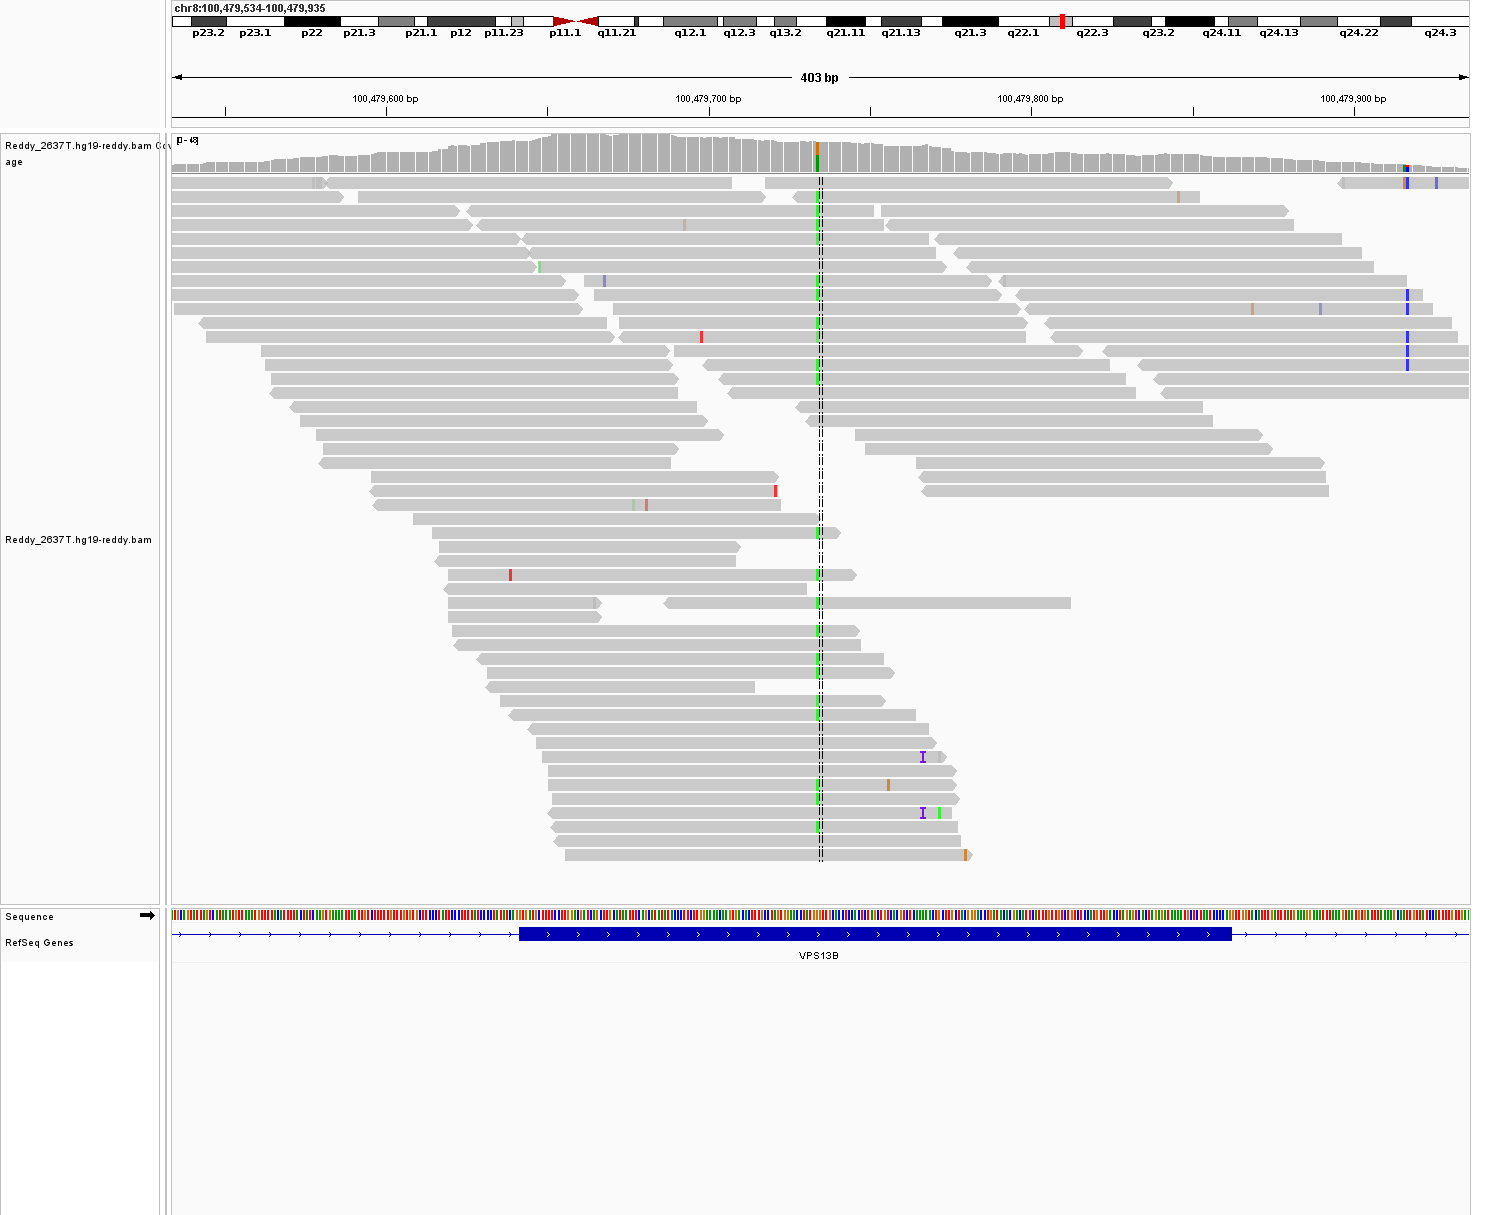 chr8:100,479,534-100,479,935
p23.2 p23.1 p22 p21.3 p21.1 p12 p11.23 p11.1 q11.21 q12.1 q12.3 q13.2 q21.11 q21.13 q21.3 q22.1 q22.3 q23.2 q24.11 q24.13 q24.22 q24.3
403 bp
100,479,600 bp 100,479,700 bp 100,479,800 bp 100,479,900 bp
Reddy_2637T.hg19-reddy.bam Cov
age
Reddy_2637T.hg19-reddy.bam
Sequence
RefSeq Genes
VPS13B